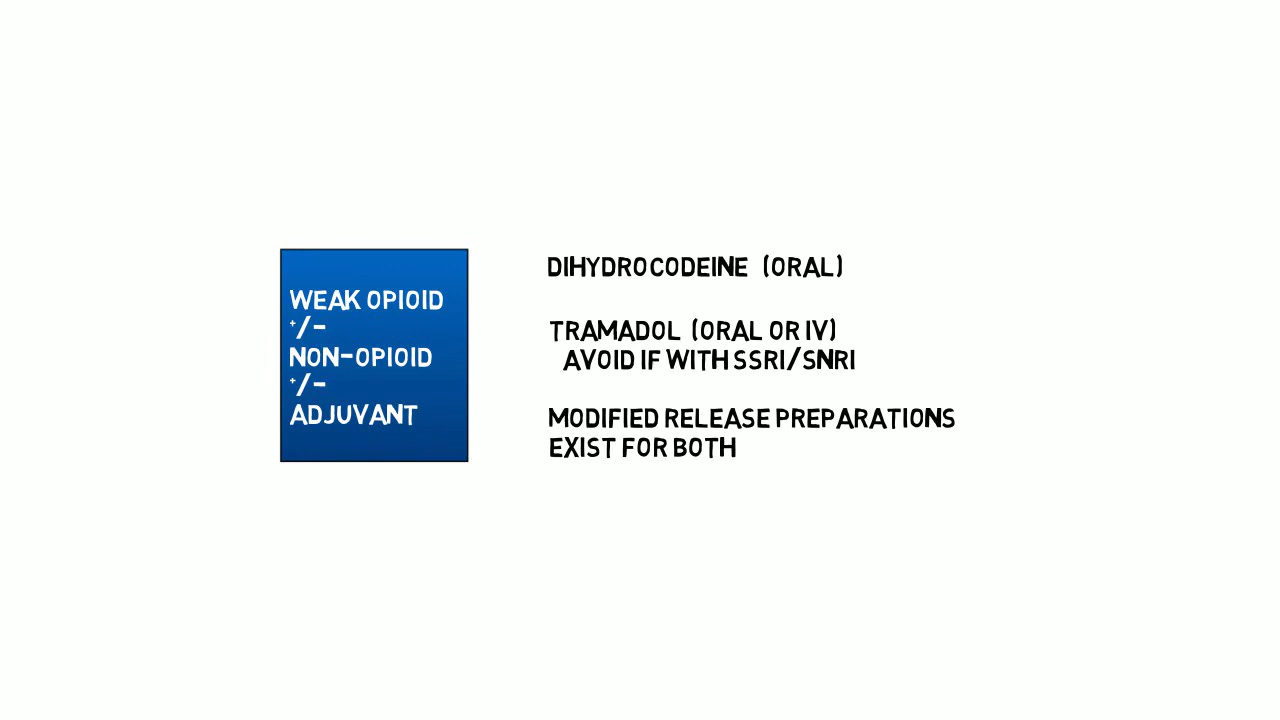 WEAK OPIOID
+/-
NON-OPIOID
+/-
ADJUVANT
DIHYDROCODEINE (ORAL)
TRAMADOL (ORAL OR IV)
AVOID IF WITH SSRI/SNRI
MODIFIED RELEASE PREPARATIONS
EXIST FOR BOTH